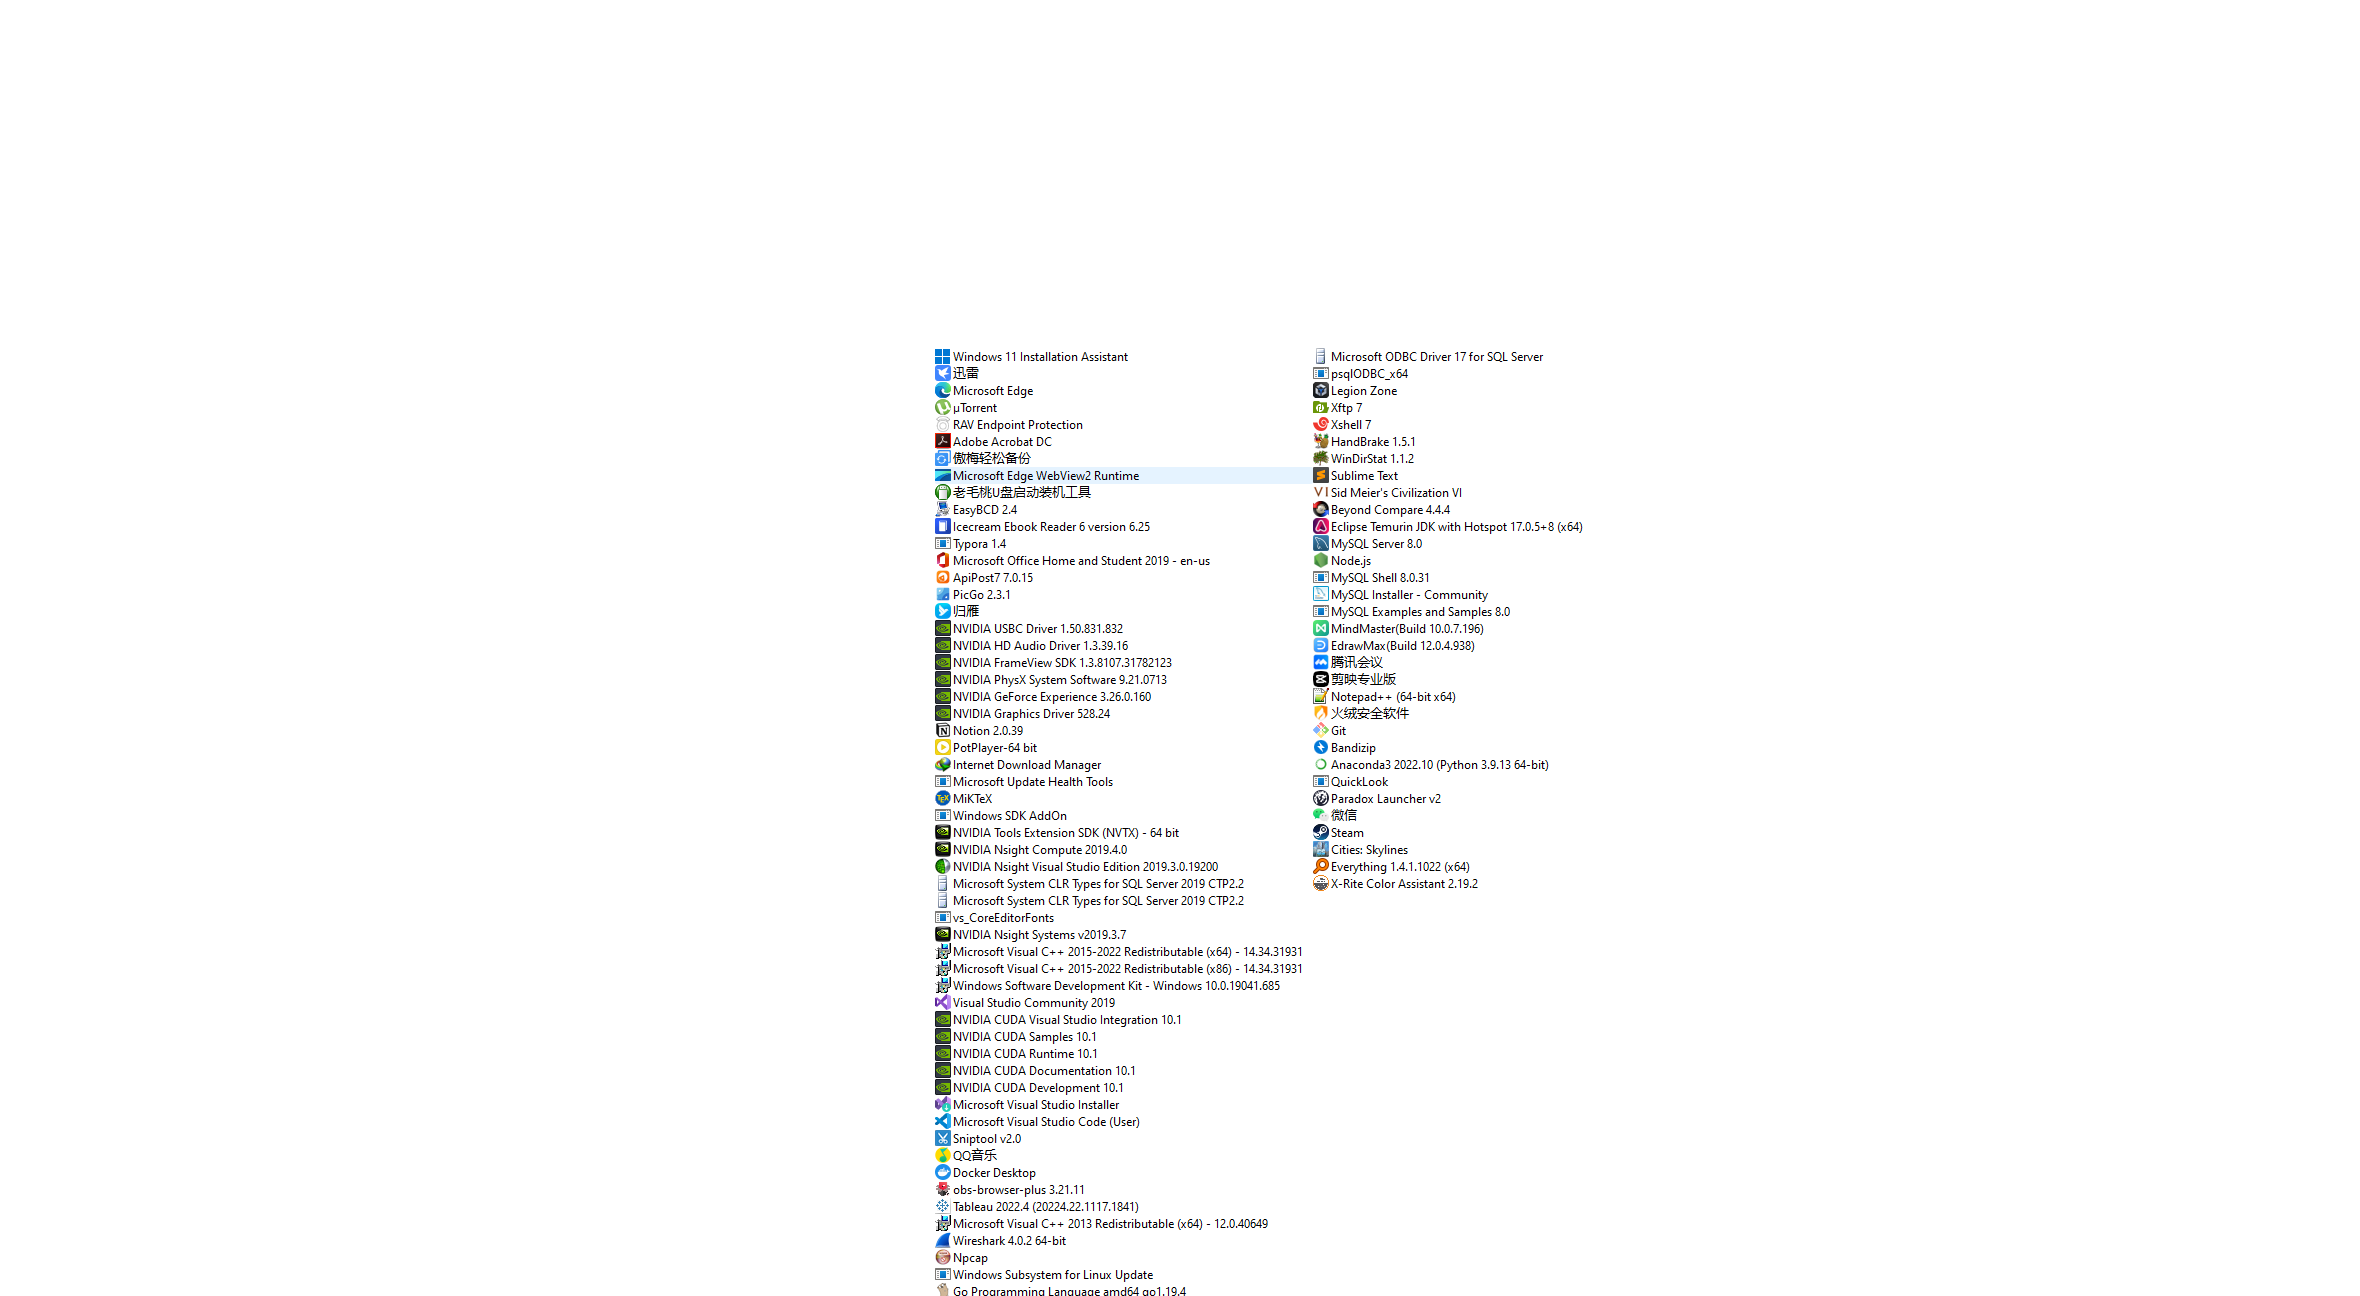 Windows 11 Installation Assistant
迅雷
Microsoft Edge
µTorrent
RAV Endpoint Protection
Adobe Acrobat DC
傲梅轻松备份
Microsoft Edge WebView2 Runtime
老毛桃U盘启动装机工具
EasyBCD 2.4
Icecream Ebook Reader 6 version 6.25
Typora 1.4
Microsoft Office Home and Student 2019 - en-us
ApiPost7 7.0.15
PicGo 2.3.1
归雁
NVIDIA USBC Driver 1.50.831.832
NVIDIA HD Audio Driver 1.3.39.16
NVIDIA FrameView SDK 1.3.8107.31782123
NVIDIA PhysX System Software 9.21.0713
NVIDIA GeForce Experience 3.26.0.160
NVIDIA Graphics Driver 528.24
Notion 2.0.39
PotPlayer-64 bit
Internet Download Manager
Microsoft Update Health Tools
MiKTeX
Windows SDK AddOn
NVIDIA Tools Extension SDK (NVTX) - 64 bit
NVIDIA Nsight Compute 2019.4.0
NVIDIA Nsight Visual Studio Edition 2019.3.0.19200
Microsoft System CLR Types for SQL Server 2019 CTP2.2
Microsoft System CLR Types for SQL Server 2019 CTP2.2
vs_CoreEditorFonts
NVIDIA Nsight Systems v2019.3.7
Microsoft Visual C++ 2015-2022 Redistributable (x64) - 14.34.31931
Microsoft Visual C++ 2015-2022 Redistributable (x86) - 14.34.31931
Windows Software Development Kit - Windows 10.0.19041.685
Visual Studio Community 2019
NVIDIA CUDA Visual Studio Integration 10.1
NVIDIA CUDA Samples 10.1
NVIDIA CUDA Runtime 10.1
NVIDIA CUDA Documentation 10.1
NVIDIA CUDA Development 10.1
Microsoft Visual Studio Installer
Microsoft Visual Studio Code (User)
Sniptool v2.0
QQ音乐
Docker Desktop
obs-browser-plus 3.21.11
Tableau 2022.4 (20224.22.1117.1841)
Microsoft Visual C++ 2013 Redistributable (x64) - 12.0.40649
Wireshark 4.0.2 64-bit
Npcap
Windows Subsystem for Linux Update
Go Programming Language amd64 go1.19.4
Microsoft ODBC Driver 17 for SQL Server
psqlODBC_x64
Legion Zone
Xftp 7
Xshell 7
HandBrake 1.5.1
WinDirStat 1.1.2
Sublime Text
Sid Meier's Civilization VI
Beyond Compare 4.4.4
Eclipse Temurin JDK with Hotspot 17.0.5+8 (x64)
MySQL Server 8.0
Node.js
MySQL Shell 8.0.31
MySQL Installer - Community
MySQL Examples and Samples 8.0
MindMaster(Build 10.0.7.196)
EdrawMax(Build 12.0.4.938)
腾讯会议
剪映专业版
Notepad++ (64-bit x64)
火绒安全软件
Git
Bandizip
Anaconda3 2022.10 (Python 3.9.13 64-bit)
QuickLook
Paradox Launcher v2
微信
Steam
Cities: Skylines
Everything 1.4.1.1022 (x64)
X-Rite Color Assistant 2.19.2